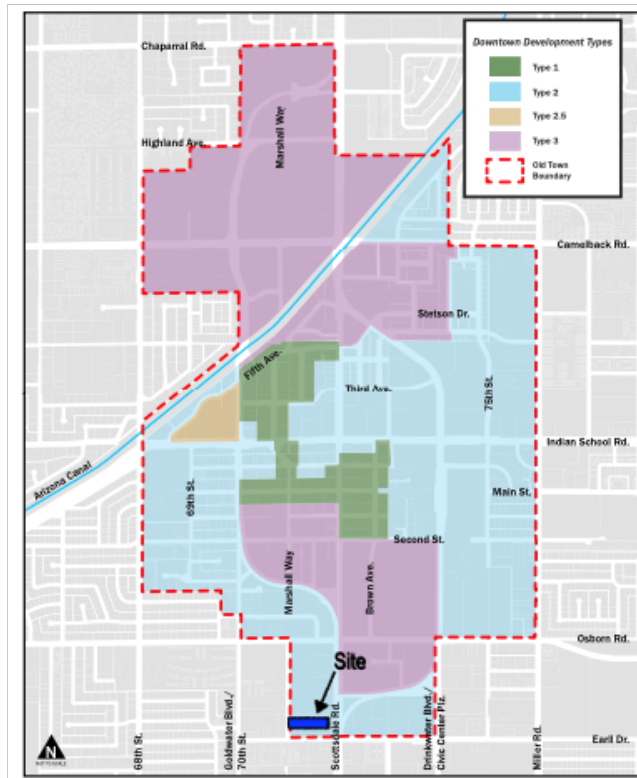 Downtown Development Types
Type 1
Type 2
Type 2.5
Type 3
Old Town
Boundary
Chaparral Rd.
Highland Ave.
Marshall Way
Camelback Rd.
Stetson Dr.
Fifth Ave.
Third Ave.
75th St.
Indian School Rd.
Arizona Canal
69th St.
Main St.
Second St.
Marshall Way
Brown Ave.
Osborn Rd.
Site
68th St.
Goldwater Blvd./
70th St.
Scottsdale Rd.
Drinkwater Blvd./
Civic Center Plz.
Miller Rd.
Earll Dr.
N
NOT TO SCALE